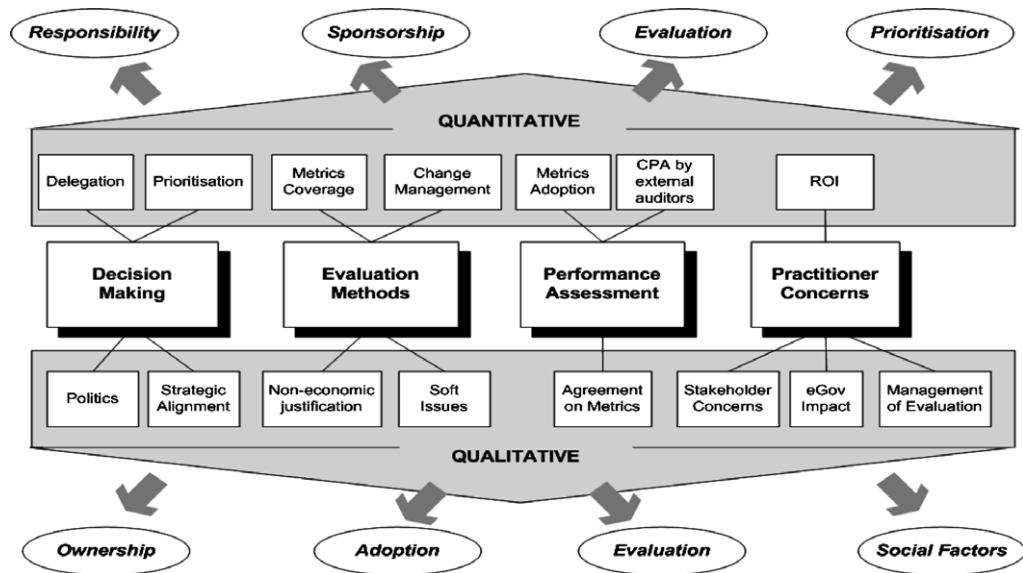 Responsibility
Sponsorship
Evaluation
Prioritisation
QUANTITATIVE
Delegation
Prioritisation
Metrics
Coverage
Change
Management
Metrics
Adoption
CPA by
external
auditors
ROI
Decision
Making
Evaluation
Methods
Performance
Assessment
Practitioner
Concerns
Politics
Strategic
Alignment
Non-economic
justification
Soft
Issues
Agreement
on Metrics
Stakeholder
Concerns
eGov
Impact
Management
of Evaluation
QUALITATIVE
Ownership
Adoption
Evaluation
Social Factors